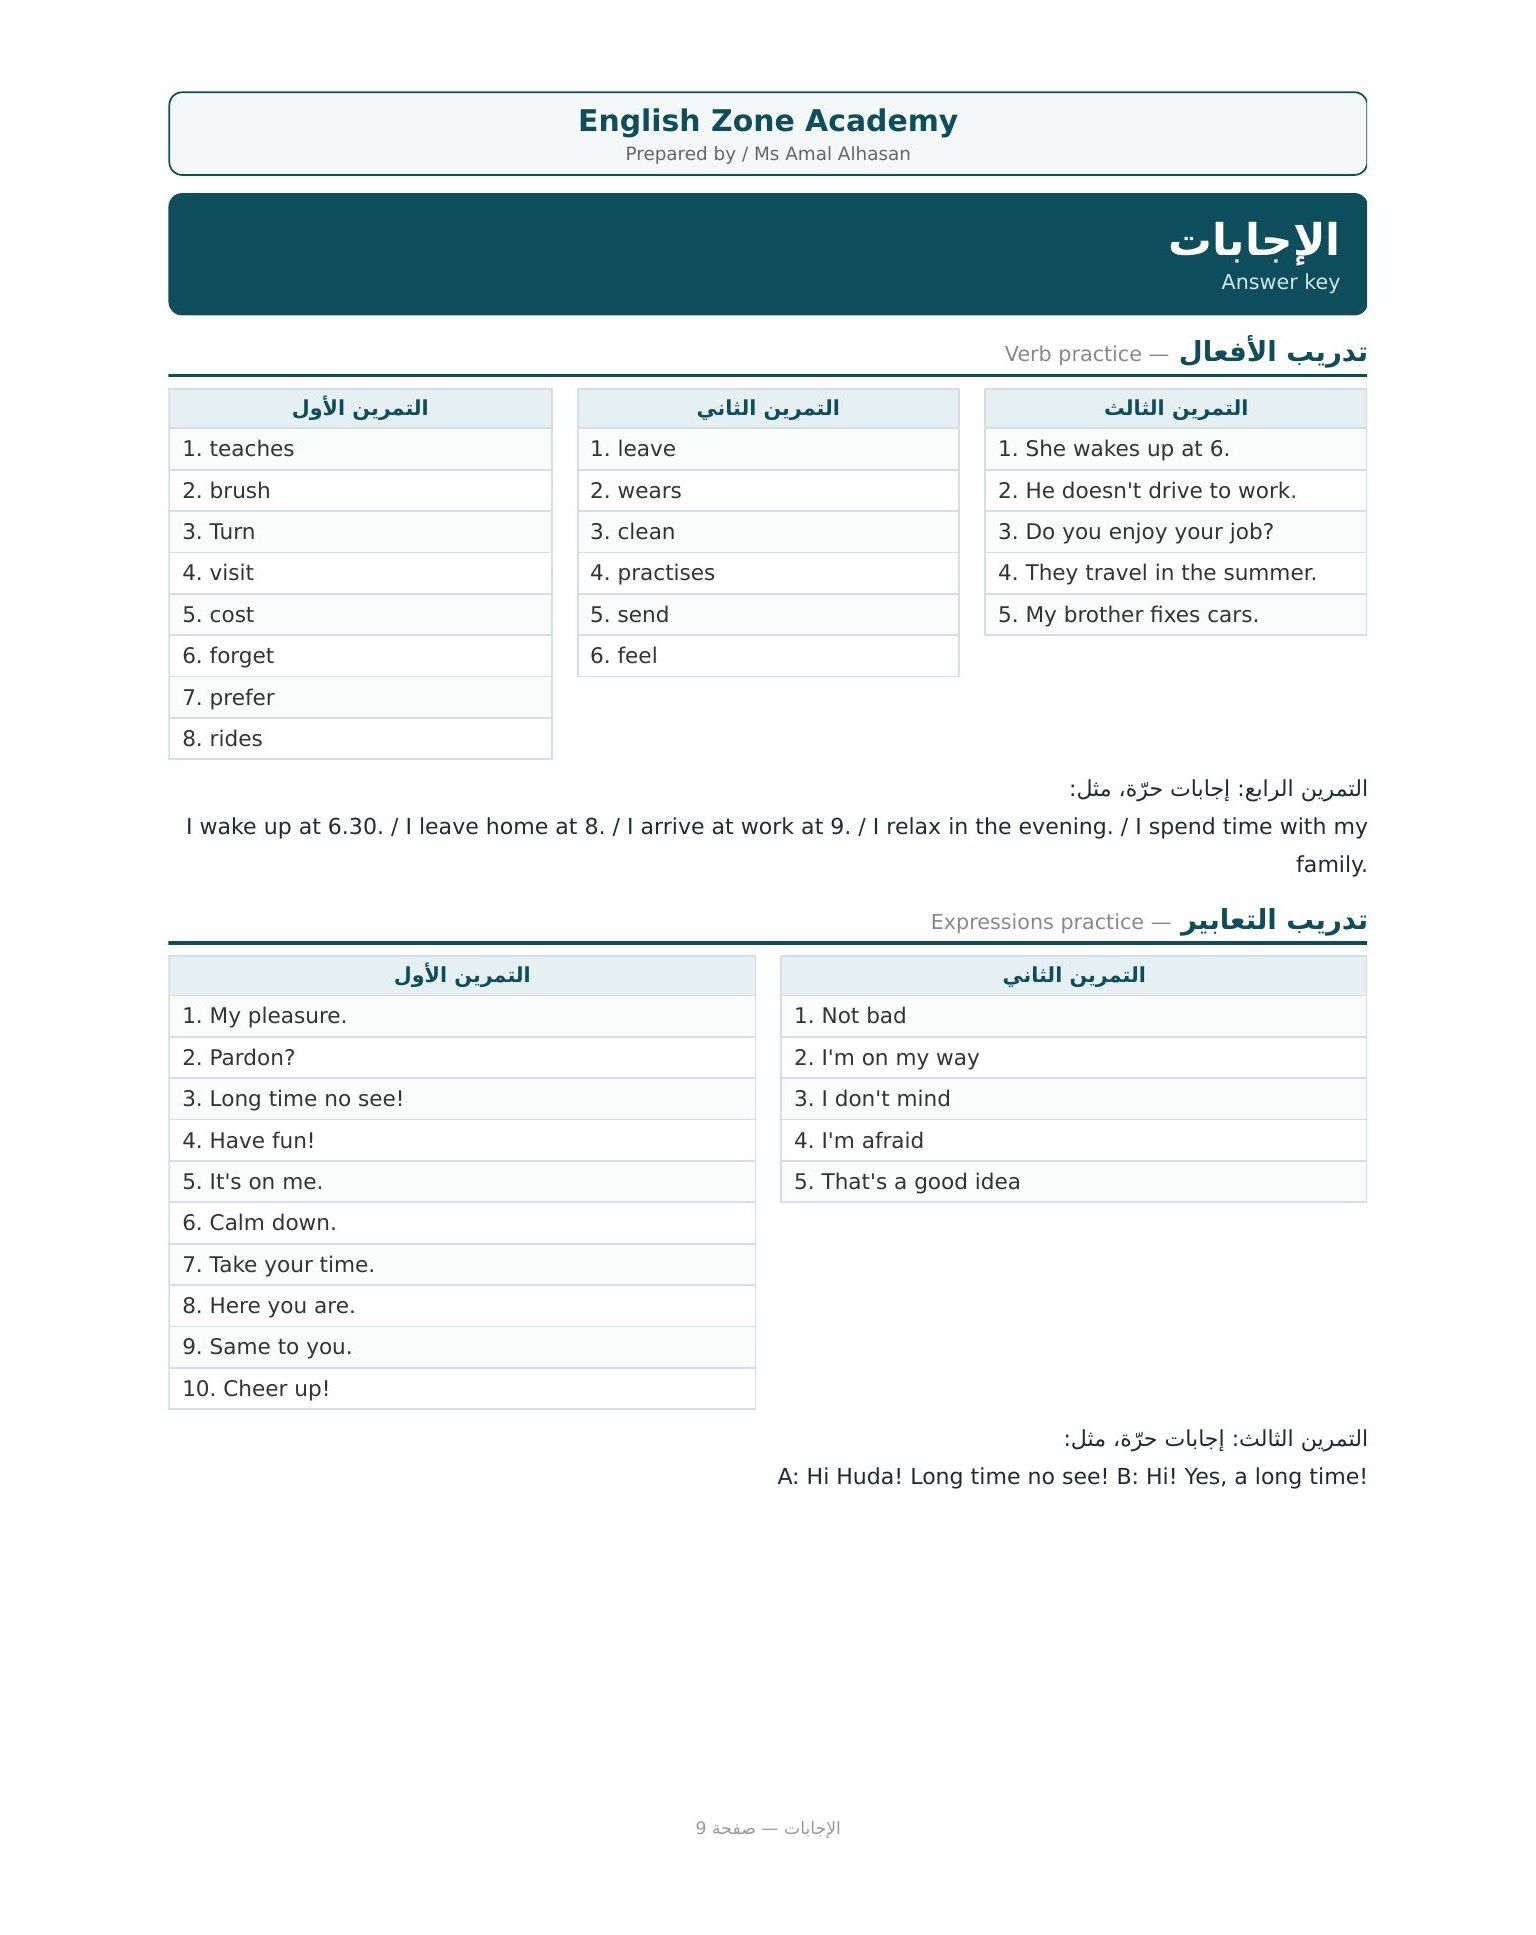 English Zone Academy
Prepared by / Ms Amal Alhasan
الإجابات
Answer key
تدريب الأفعال — Verb practice
التمرين الأول
1. teaches
2. brush
3. Turn
4. visit
5. cost
6. forget
7. prefer
8. rides
التمرين الثاني
1. leave
2. wears
3. clean
4. practises
5. send
6. feel
التمرين الثالث
1. She wakes up at 6.
2. He doesn't drive to work.
3. Do you enjoy your job?
4. They travel in the summer.
5. My brother fixes cars.
التمرين الرابع: إجابات حرّة، مثل:
I wake up at 6.30. / I leave home at 8. / I arrive at work at 9. / I relax in the evening. / I spend time with my
family.
تدريب التعابير — Expressions practice
التمرين الأول
1. My pleasure.
2. Pardon?
3. Long time no see!
4. Have fun!
5. It's on me.
6. Calm down.
7. Take your time.
8. Here you are.
9. Same to you.
10. Cheer up!
التمرين الثاني
1. Not bad
2. I'm on my way
3. I don't mind
4. I'm afraid
5. That's a good idea
التمرين الثالث: إجابات حرّة، مثل:
A: Hi Huda! Long time no see! B: Hi! Yes, a long time!
الإجابات — صفحة 9